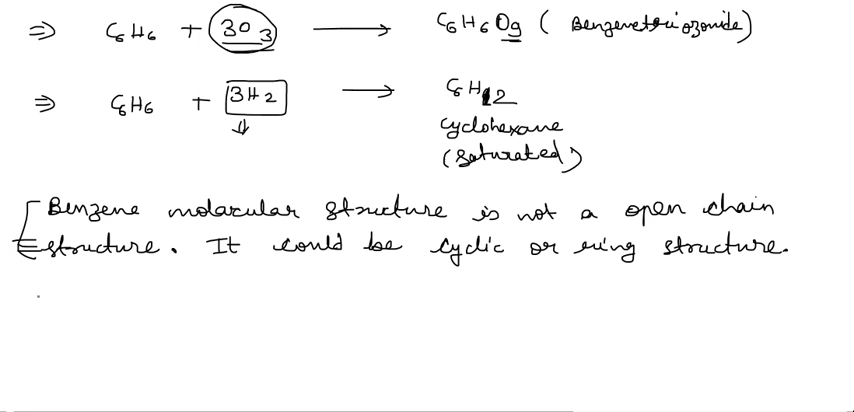 ⇒ C6H6 + 3O3 ⟶ C6H6O9 (Benzenetriozonide)
⇒ C6H6 + 3H2 ⟶ C6H12
⇓ cyclohexane
(saturated)
Benzene molarular structure is not a open chain
structure. It could be cyclic or ring structure.